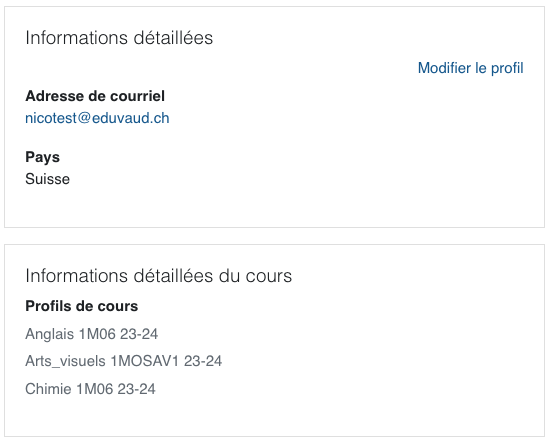 Informations détaillées
Modifier le profil
Adresse de courriel
nicotest@eduvaud.ch
Pays
Suisse
Informations détaillées du cours
Profils de cours
Anglais 1M06 23-24
Arts_visuels 1MOSAV1 23-24
Chimie 1M06 23-24